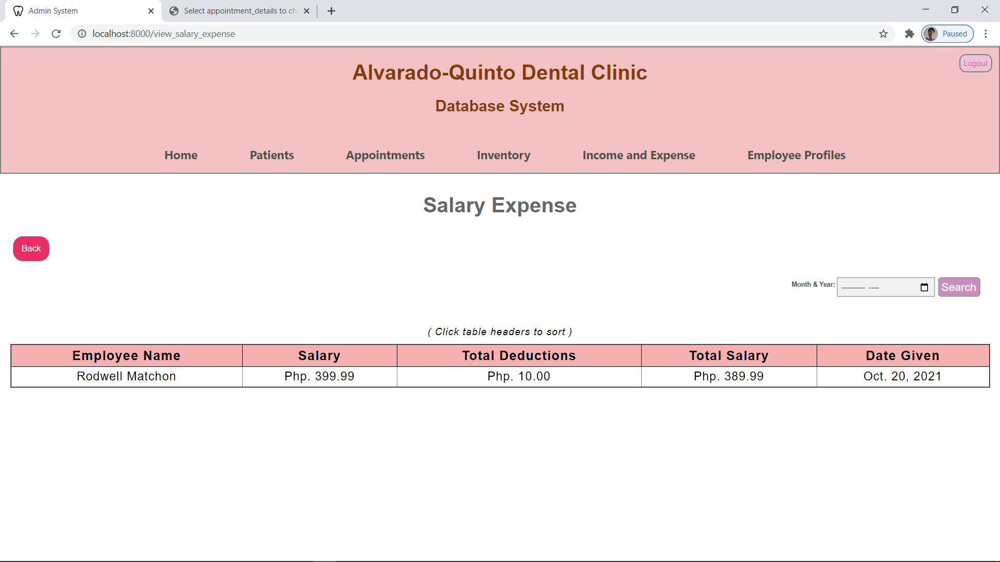 Admin System
Select appointment_details to ch
localhost:8000/view_salary_expense
Paused
Logout
Alvarado-Quinto Dental Clinic
Database System
Home Patients Appointments Inventory Income and Expense Employee Profiles
Salary Expense
Back
Month & Year: --------- ---- Search
( Click table headers to sort )
Employee Name Salary Total Deductions Total Salary Date Given
Rodwell Matchon Php. 399.99 Php. 10.00 Php. 389.99 Oct. 20, 2021